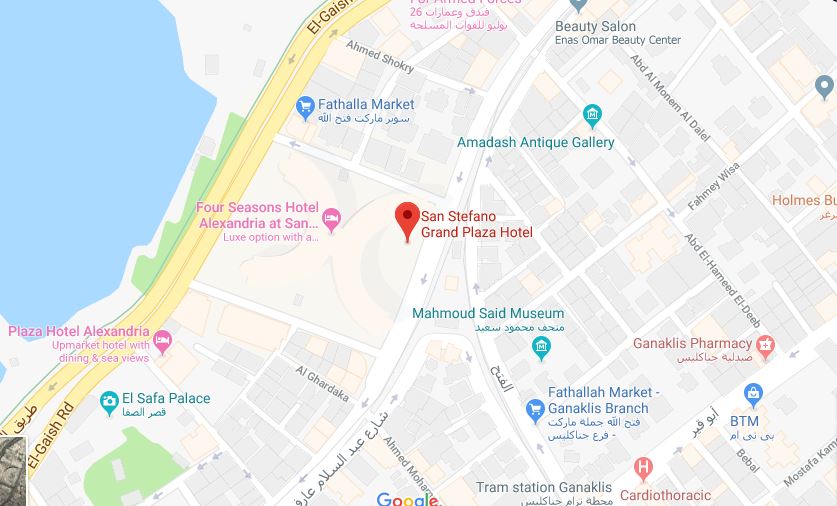 For Armed Forces
فندق وعمارات 26
يوليو للقوات المسلحة
El-Gaish
Beauty Salon
Enas Omar Beauty Center
Ahmed Shokry
Abd Al Monem Al Dalel
Fathalla Market
سوبر ماركت فتح الله
Amadash Antique Gallery
Fahmey Wisa
Holmes Bu
Four Seasons Hotel
Alexandria at San...
Luxe option with a...
San Stefano
Grand Plaza Hotel
Abd El-Hameed El-Deeb
Mahmoud Said Museum
متحف محمود سعيد
Plaza Hotel Alexandria
Upmarket hotel with
dining & sea views
Ganaklis Pharmacy
صيدلية جناكليس
Al Ghardaka
الفتح
El Safa Palace
قصر الصفا
Fathallah Market -
Ganaklis Branch
فتح الله جملة ماركت
- فرع جناكليس
BTM
بي تي ام
أبو قير
El-Gaish Rd
شارع عبد السلام عارف
Ahmed Moham
Bebal
Mostafa Kam
Google
Tram station Ganaklis
محطة ترام جناكليس
Cardiothoracic